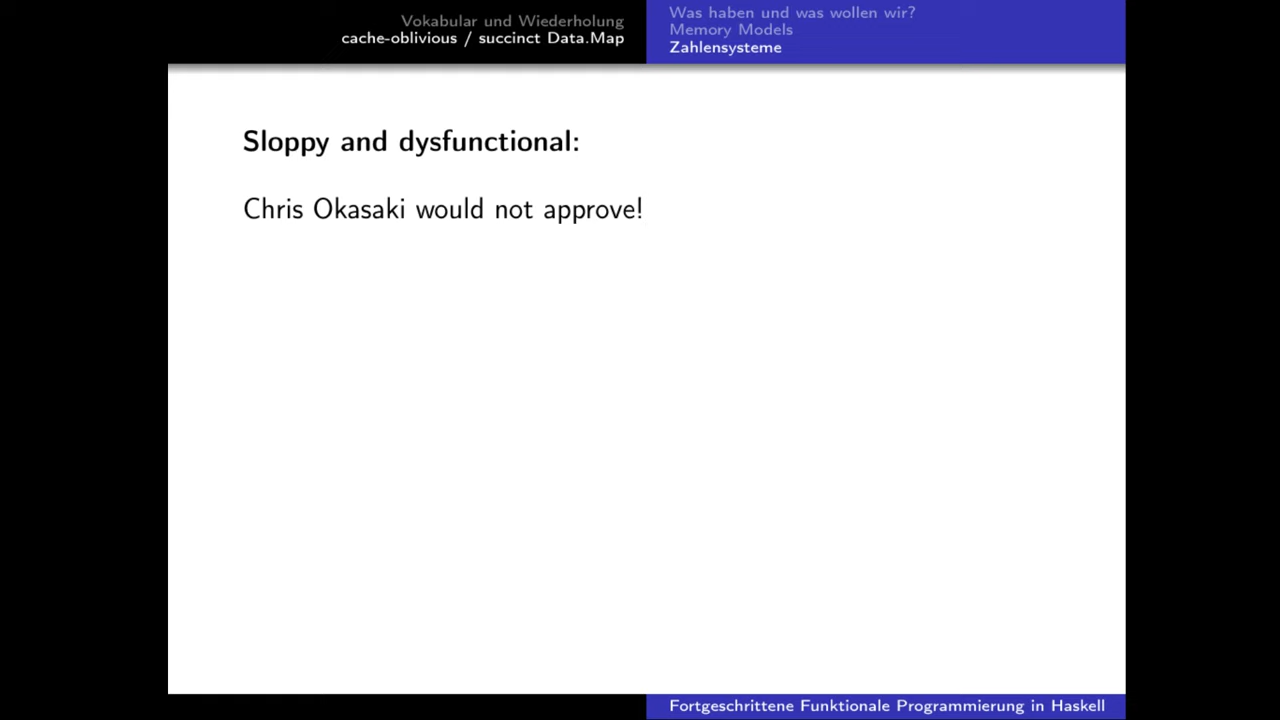 Vokabular und Wiederholung
cache-oblivious / succinct Data.Map
Was haben und was wollen wir?
Memory Models
Zahlensysteme
Sloppy and dysfunctional:
Chris Okasaki would not approve!
Fortgeschrittene Funktionale Programmierung in Haskell